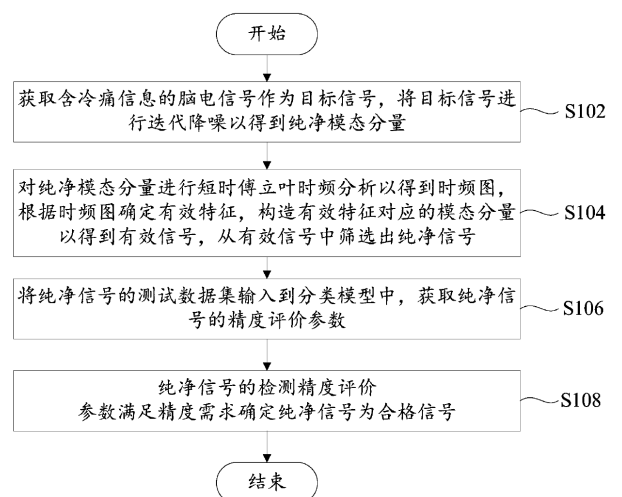 开始
获取含冷痛信息的脑电信号作为目标信号，将目标信号进
行迭代降噪以得到纯净模态分量
S102
对纯净模态分量进行短时傅立叶时频分析以得到时频图，
根据时频图确定有效特征，构造有效特征对应的模态分量
以得到有效信号，从有效信号中筛选出纯净信号
S104
将纯净信号的测试数据集输入到分类模型中，获取纯净信
号的精度评价参数
S106
纯净信号的检测精度评价
参数满足精度需求确定纯净信号为合格信号
S108
结束